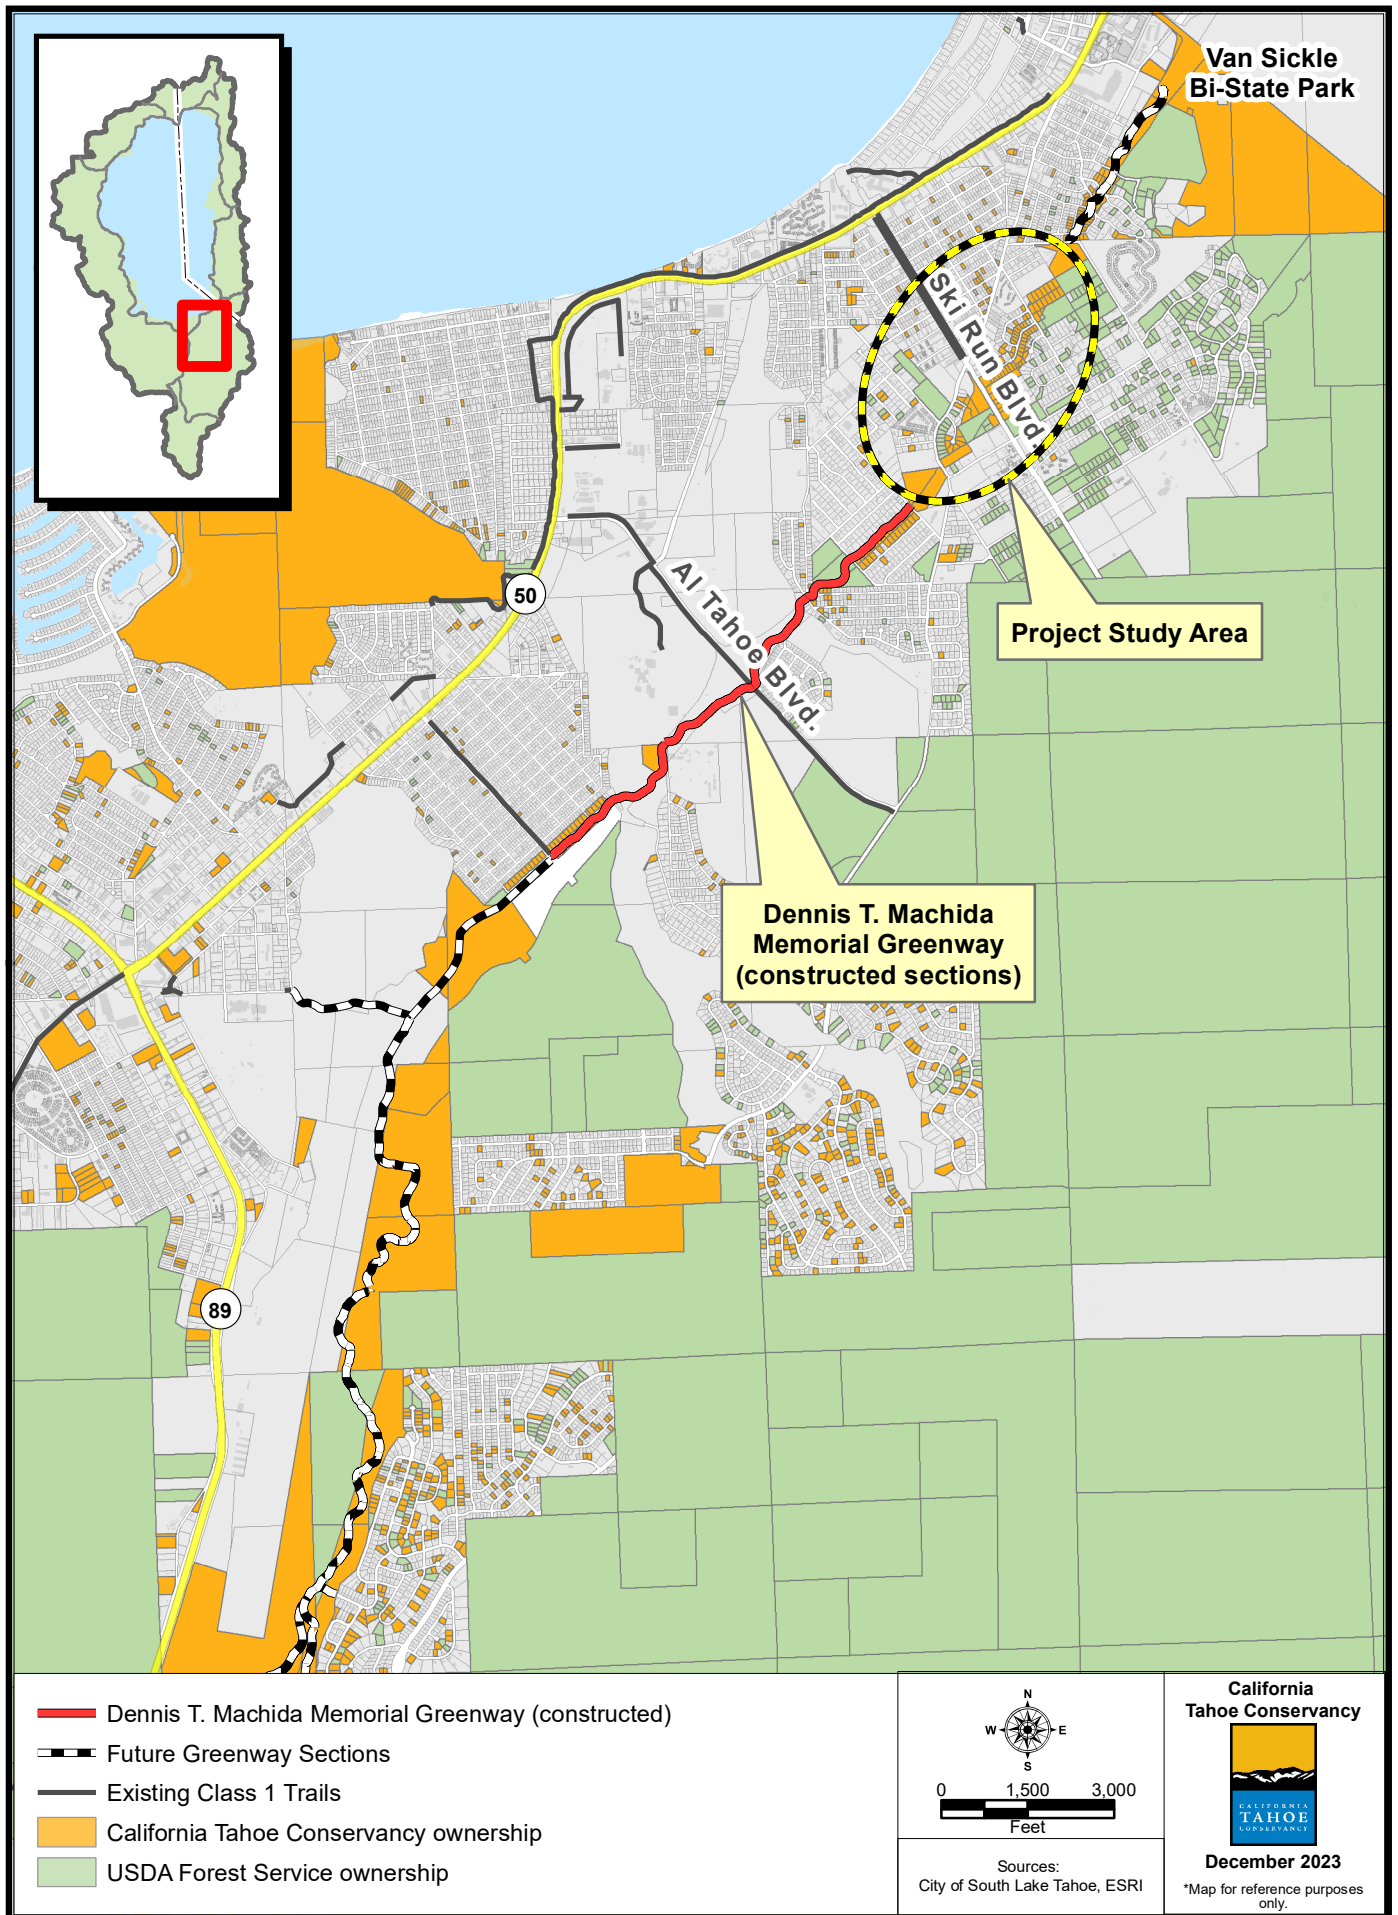 Van Sickle
Bi-State Park
Ski Run Blvd.
50
Al Tahoe Blvd.
Project Study Area
Dennis T. Machida
Memorial Greenway
(constructed sections)
89
Dennis T. Machida Memorial Greenway (constructed)
Future Greenway Sections
Existing Class 1 Trails
California Tahoe Conservancy ownership
USDA Forest Service ownership
N
W E
S
0 1,500 3,000
Feet
Sources:
City of South Lake Tahoe, ESRI
California
Tahoe Conservancy
CALIFORNIA
TAHOE
CONSERVANCY
December 2023
*Map for reference purposes
only.